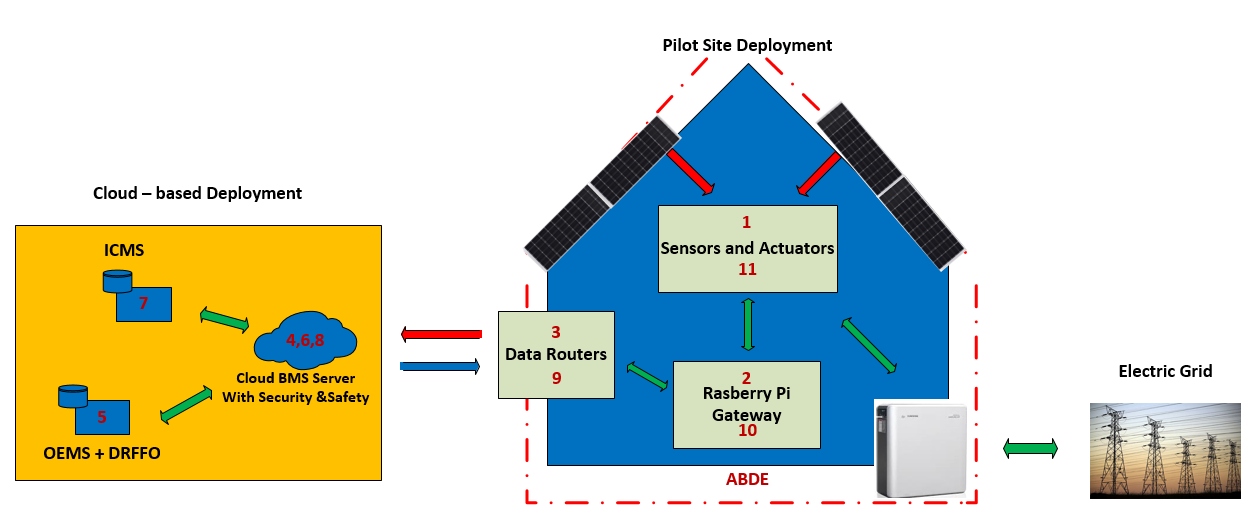 Pilot Site Deployment
Cloud – based Deployment
ICMS
7
4,6,8
Cloud BMS Server
With Security &Safety
5
OEMS + DRFFO
1
Sensors and Actuators
11
3
Data Routers
9
2
Rasberry Pi
Gateway
10
ABDE
Electric Grid